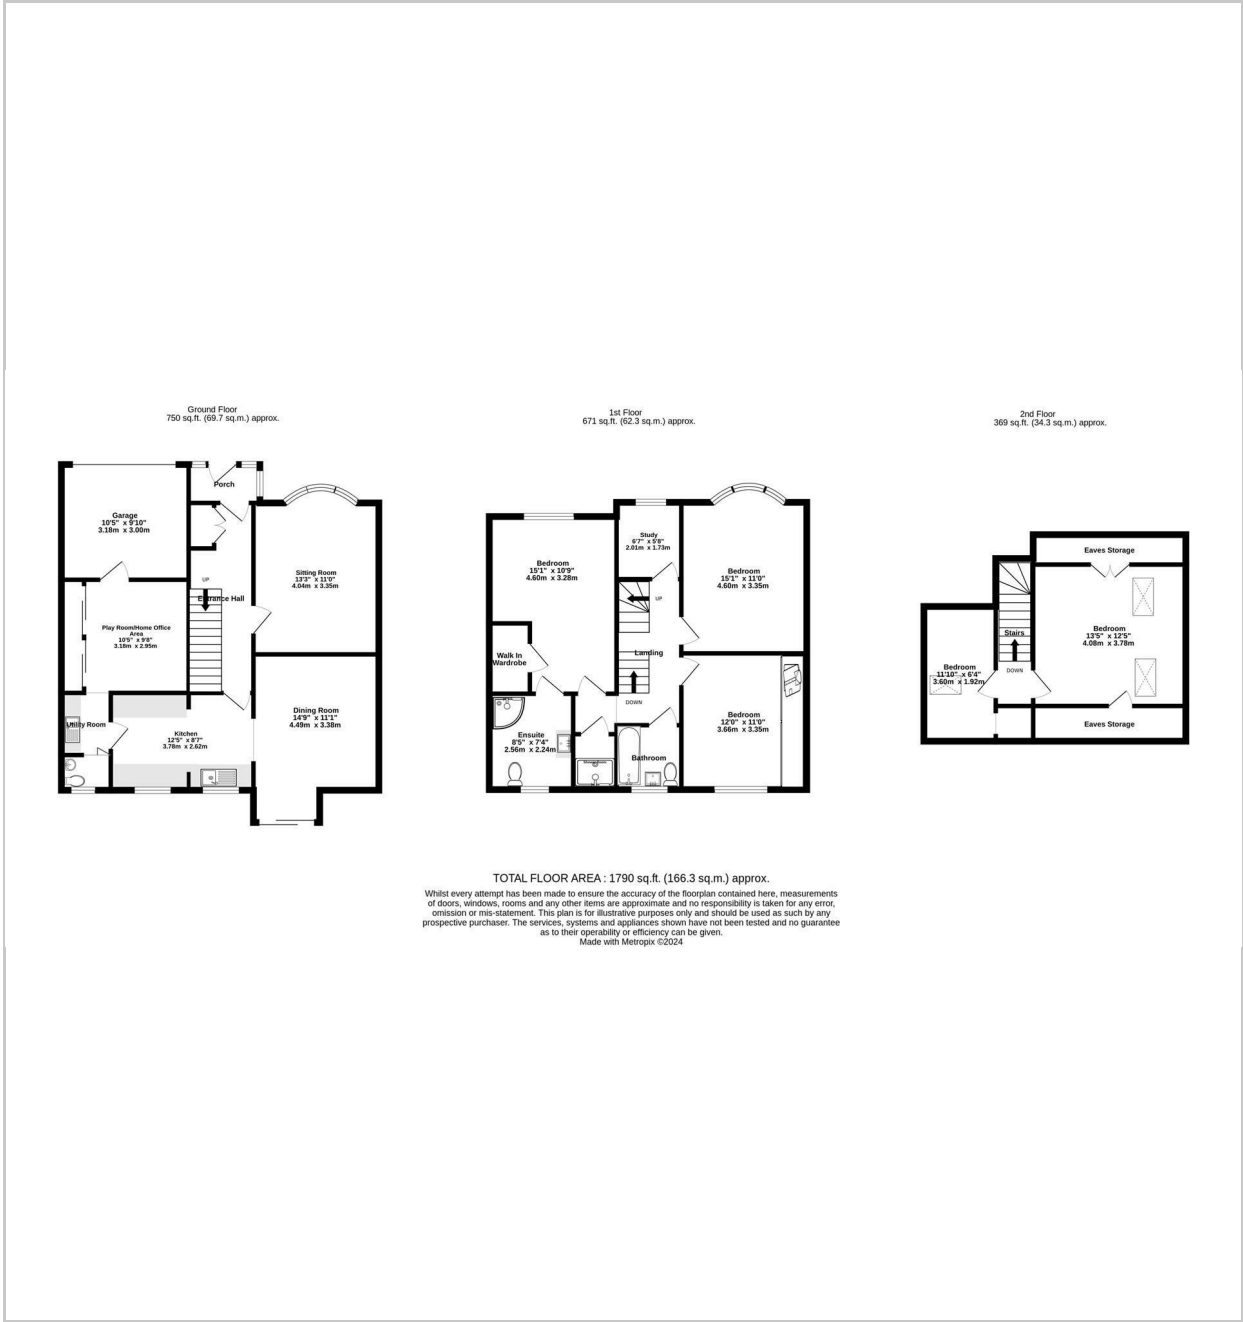 Ground Floor
750 sq.ft. (69.7 sq.m.) approx.
Porch
Garage
10'5" x 9'10"
3.18m x 3.00m
UP
Entrance Hall
Sitting Room
13'3" x 11'0"
4.04m x 3.35m
Play Room/Home Office
Area
10'5" x 9'8"
3.18m x 2.95m
Utility Room
Kitchen
12'5" x 8'7"
3.78m x 2.62m
Dining Room
14'9" x 11'1"
4.49m x 3.38m
1st Floor
671 sq.ft. (62.3 sq.m.) approx.
Study
6'7" x 5'8"
2.01m x 1.73m
Bedroom
15'1" x 10'9"
4.60m x 3.28m
Bedroom
15'1" x 11'0"
4.60m x 3.35m
UP
Walk In
Wardrobe
Landing
DOWN
Ensuite
8'5" x 7'4"
2.56m x 2.24m
Bathroom
Bedroom
12'0" x 11'0"
3.66m x 3.35m
2nd Floor
369 sq.ft. (34.3 sq.m.) approx.
Eaves Storage
Stairs
DOWN
Bedroom
13'5" x 12'5"
4.08m x 3.78m
Bedroom
11'10" x 6'4"
3.60m x 1.92m
Eaves Storage
TOTAL FLOOR AREA : 1790 sq.ft. (166.3 sq.m.) approx.
Whilst every attempt has been made to ensure the accuracy of the floorplan contained here, measurements
of doors, windows, rooms and any other items are approximate and no responsibility is taken for any error,
omission or mis-statement. This plan is for illustrative purposes only and should be used as such by any
prospective purchaser. The services, systems and appliances shown have not been tested and no guarantee
as to their operability or efficiency can be given.
Made with Metropix ©2024